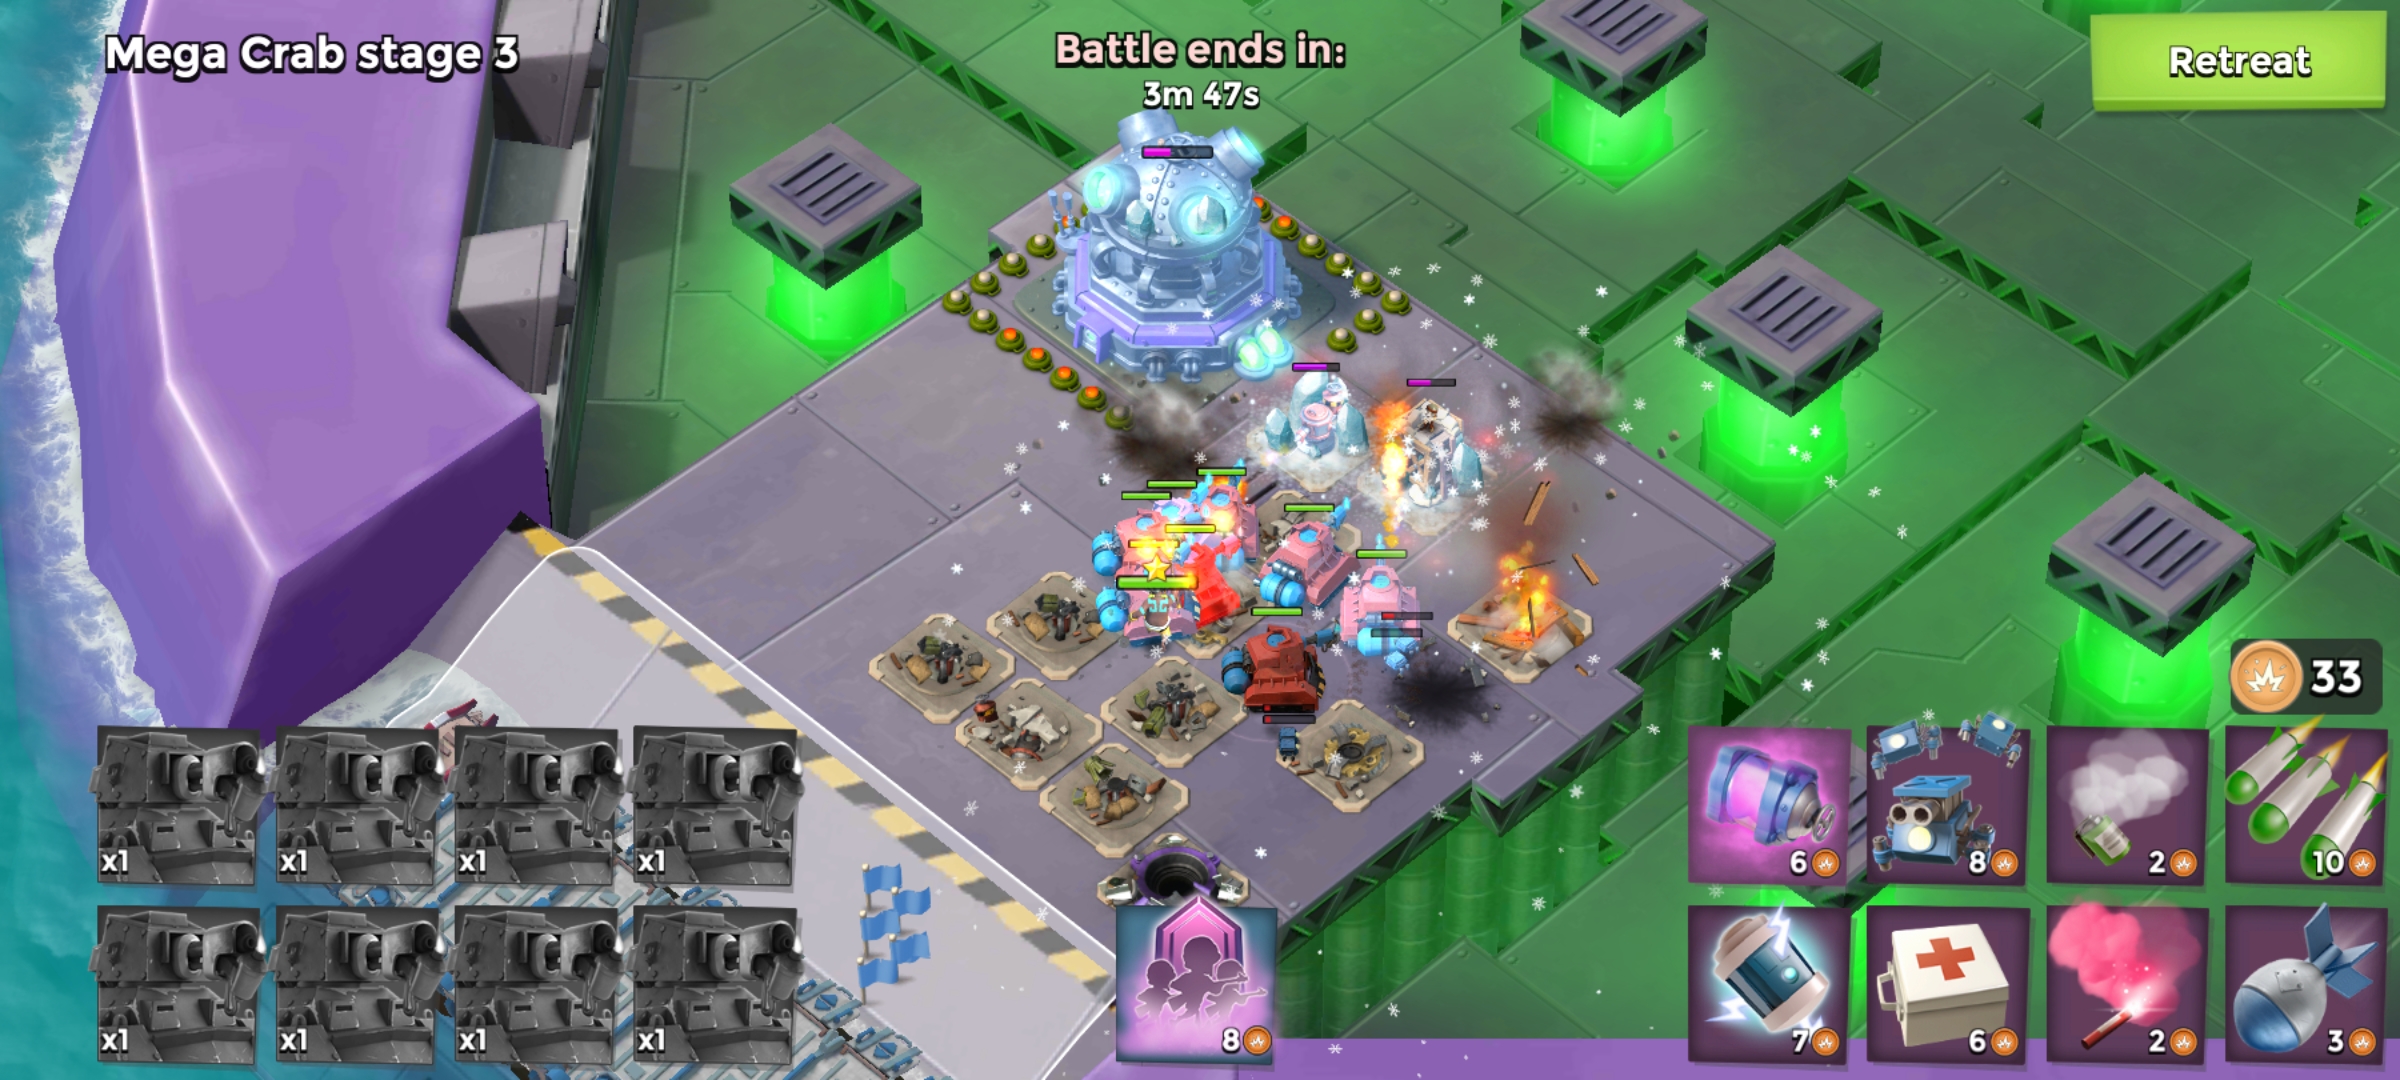 Mega Crab stage 3
Battle ends in:
3m 47s
Retreat
33
x1
x1
x1
x1
6
8
2
10
x1
x1
x1
x1
8
7
6
2
3